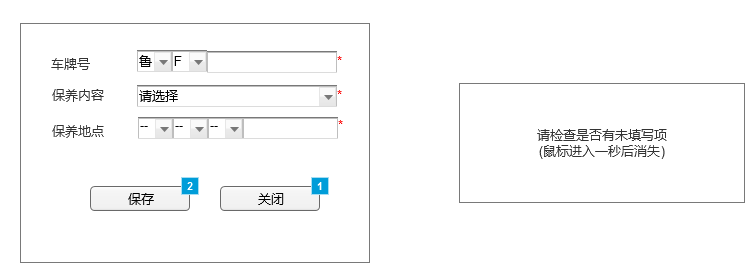 车牌号 鲁 F *
保养内容 请选择 *
保养地点 -- -- -- *
保存 2 关闭 1
请检查是否有未填写项
(鼠标进入一秒后消失)